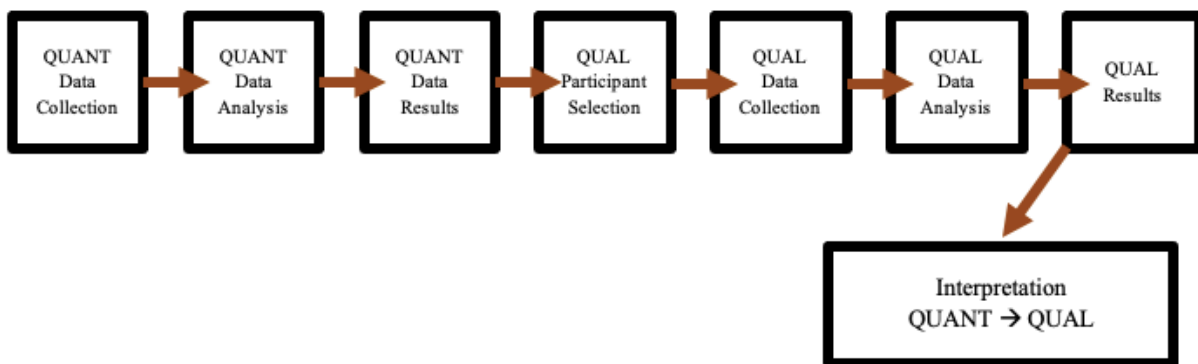 QUANT
Data
Collection
QUANT
Data
Analysis
QUANT
Data
Results
QUAL
Participant
Selection
QUAL
Data
Collection
QUAL
Data
Analysis
QUAL
Results
Interpretation
QUANT → QUAL